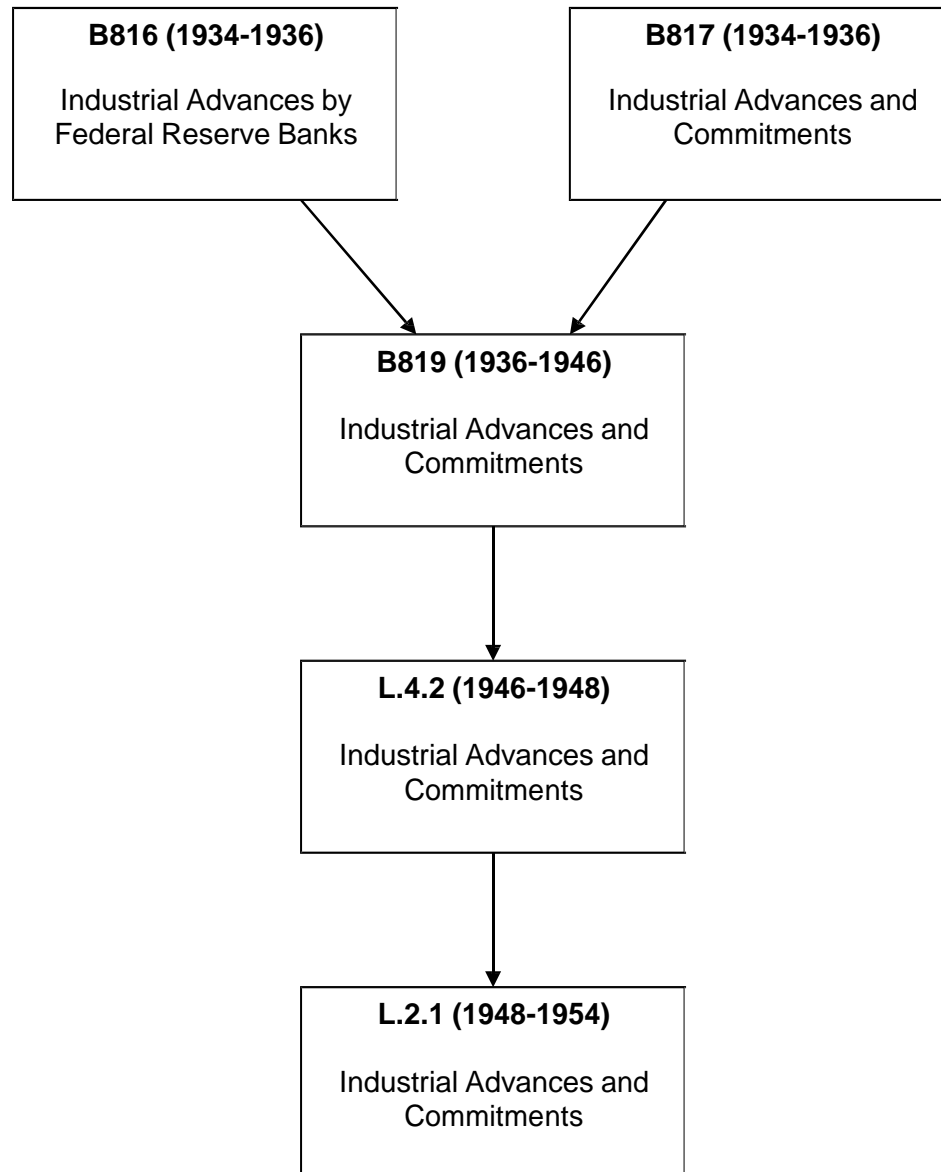 B816 (1934-1936)
Industrial Advances by
Federal Reserve Banks
B817 (1934-1936)
Industrial Advances and
Commitments
B819 (1936-1946)
Industrial Advances and
Commitments
L.4.2 (1946-1948)
Industrial Advances and
Commitments
L.2.1 (1948-1954)
Industrial Advances and
Commitments